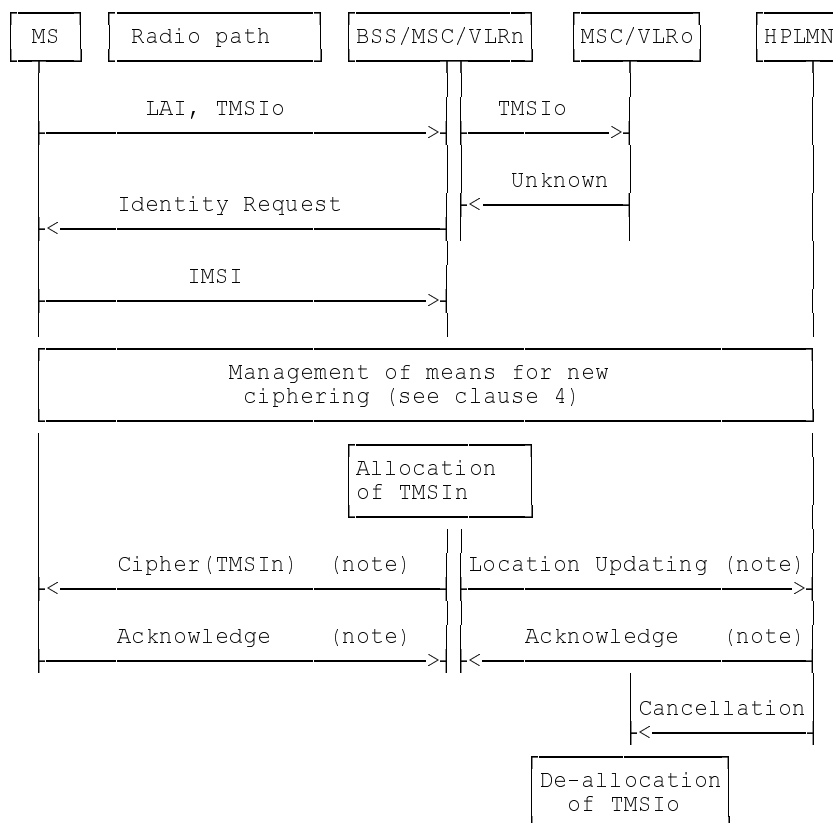 MS Radio path BSS/MSC/VLRn MSC/VLRo HPLMN
LAI, TMSIo TMSIo
Unknown
Identity Request
IMSI
Management of means for new
ciphering (see clause 4)
Allocation
of TMSIn
Cipher(TMSIn) (note) Location Updating (note)
Acknowledge (note) Acknowledge (note)
Cancellation
De-allocation
of TMSIo